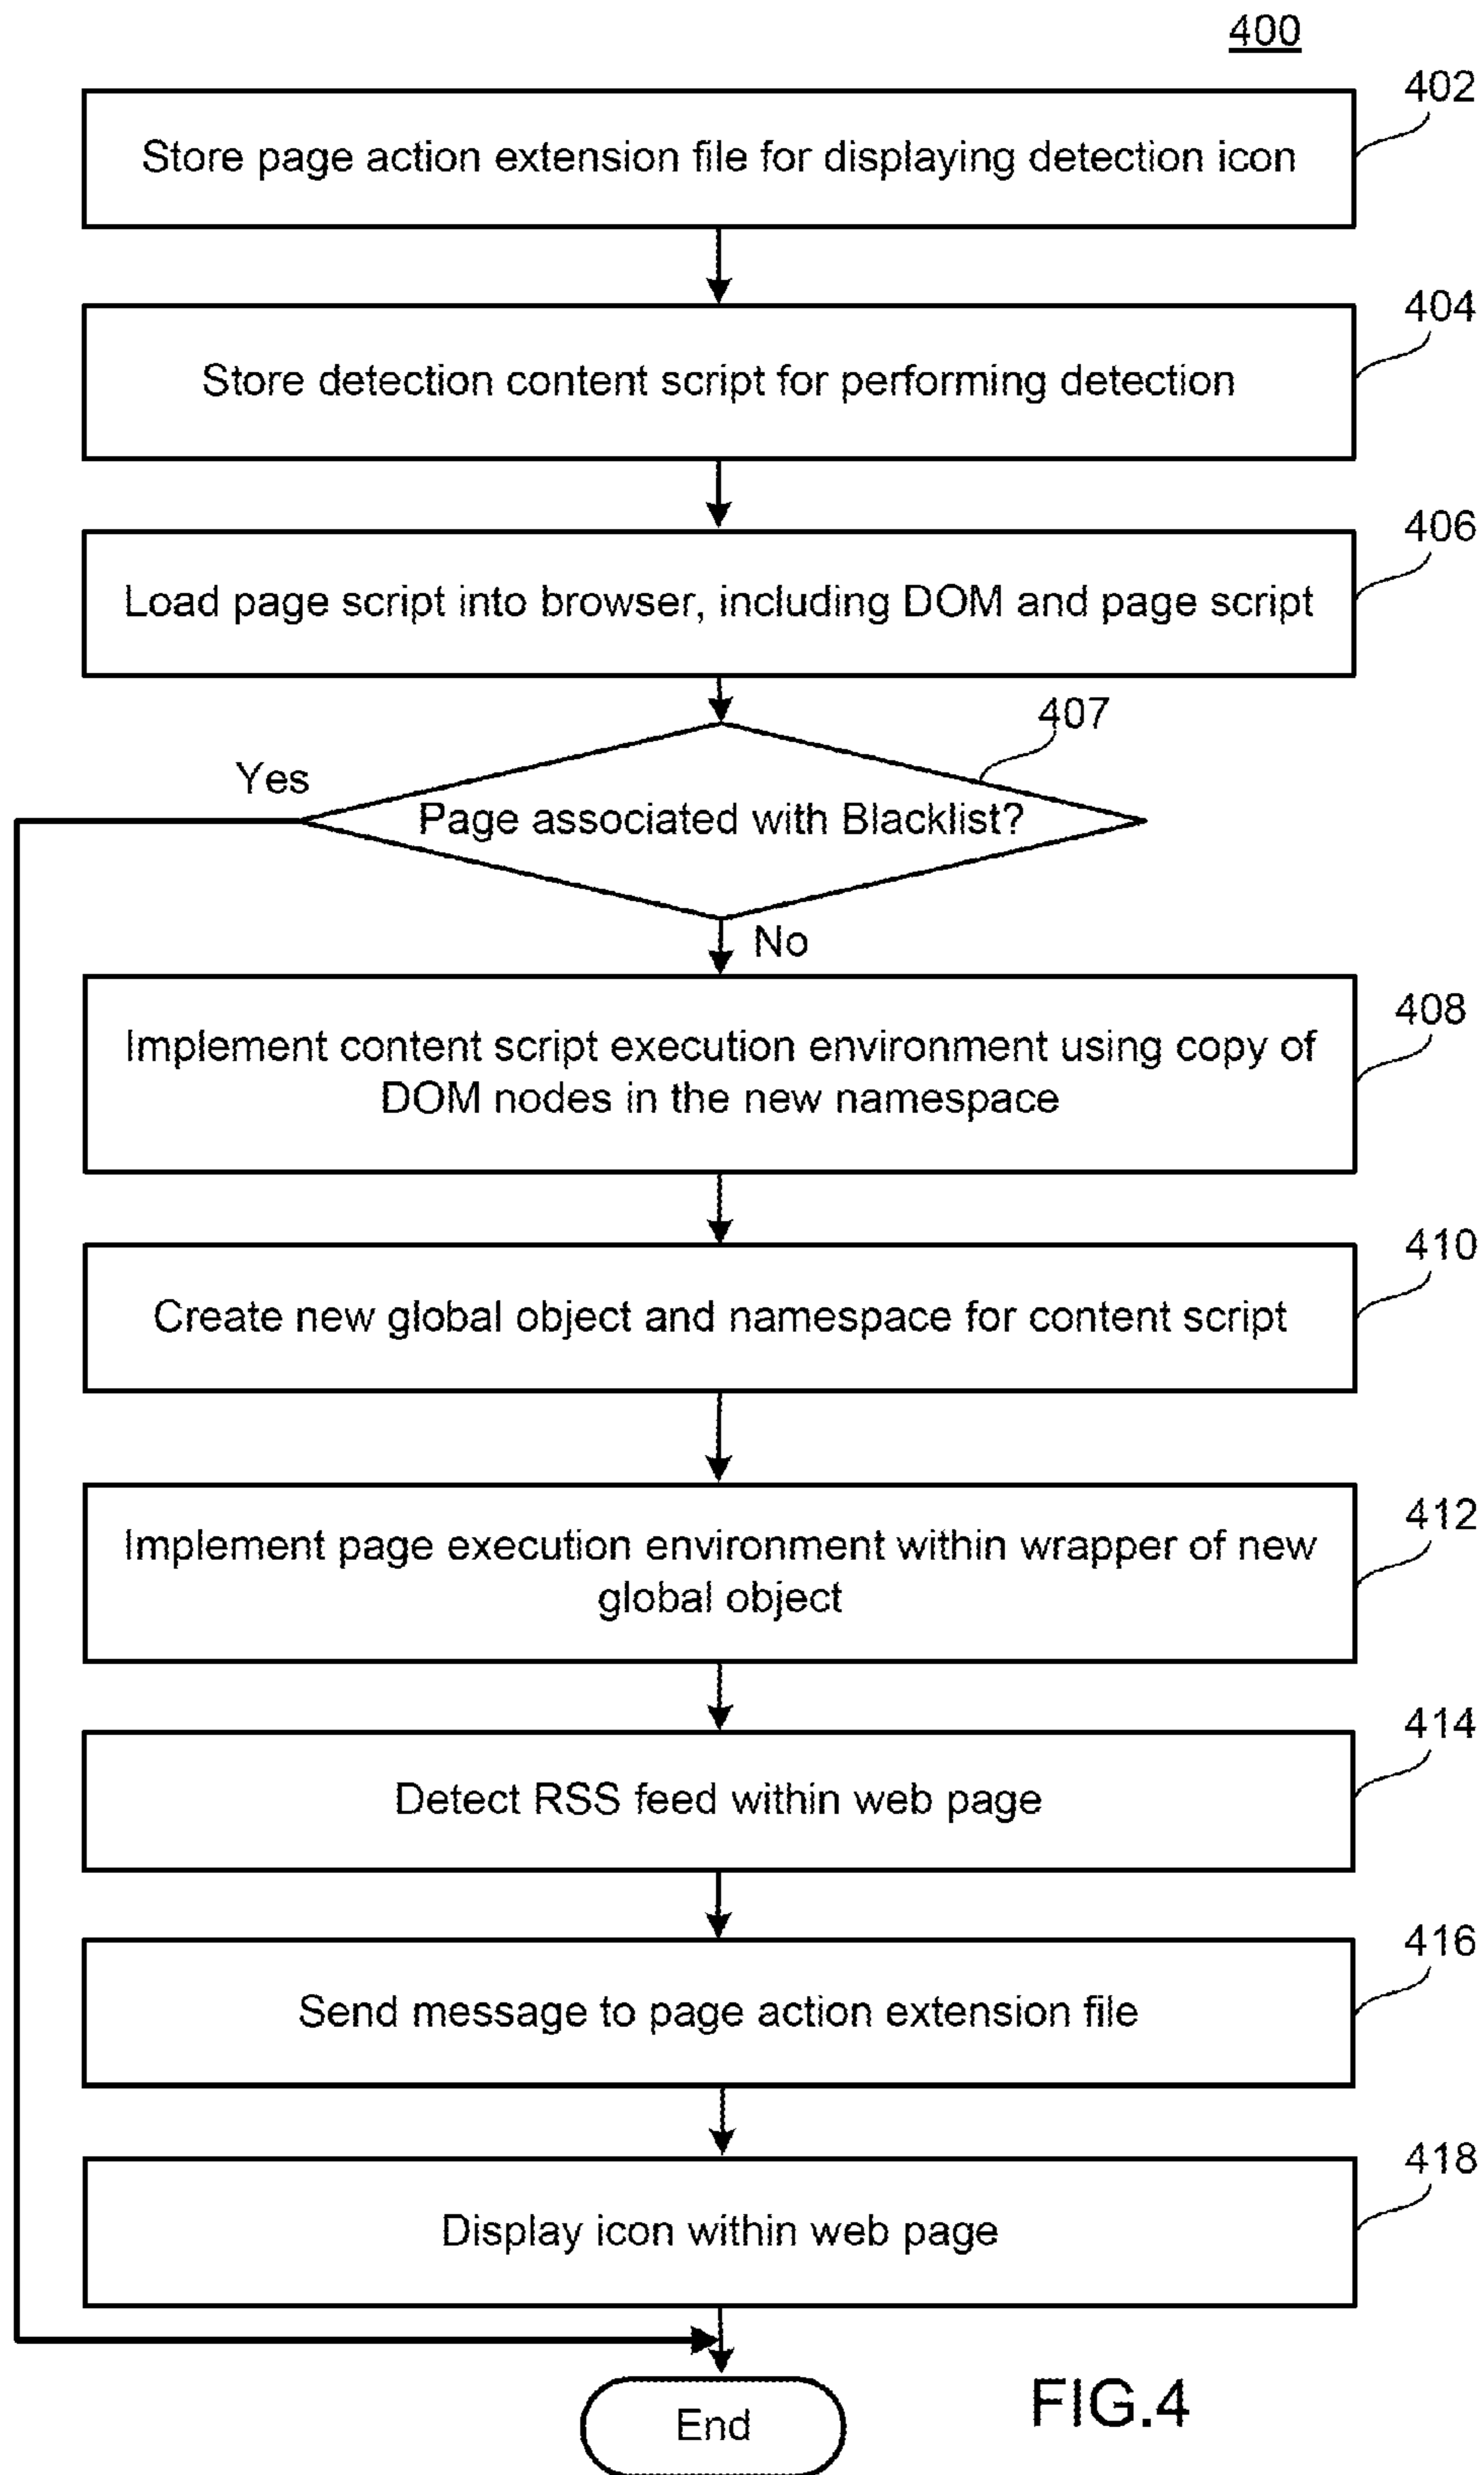 400
402
Store page action extension file for displaying detection icon
404
Store detection content script for performing detection
406
Load page script into browser, including DOM and page script
407
Yes
Page associated with Blacklist?
No
408
Implement content script execution environment using copy of
DOM nodes in the new namespace
410
Create new global object and namespace for content script
412
Implement page execution environment within wrapper of new
global object
414
Detect RSS feed within web page
416
Send message to page action extension file
418
Display icon within web page
End
FIG.4